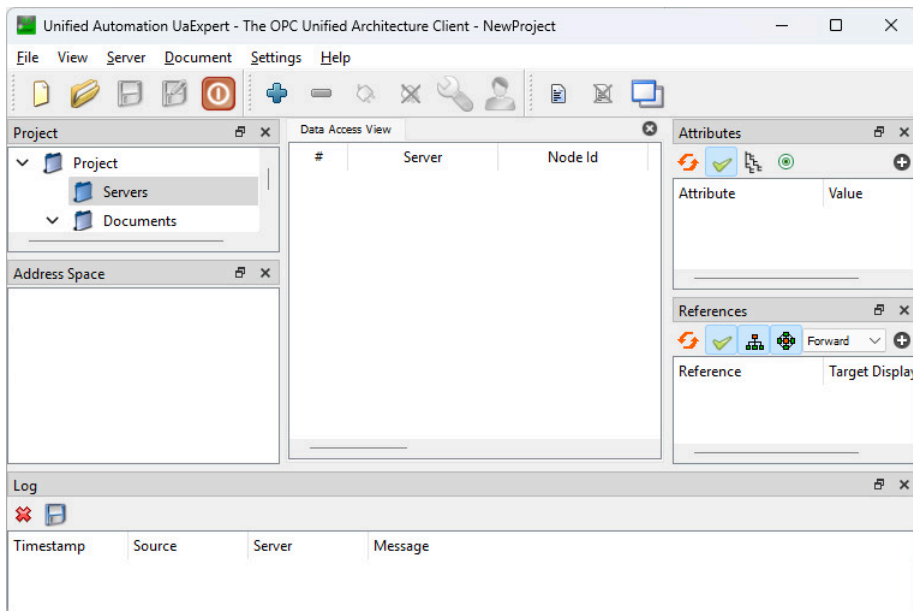 Unified Automation UaExpert - The OPC Unified Architecture Client - NewProject
File View Server Document Settings Help
Project
Project
Servers
Documents
Address Space
Data Access View
# Server Node Id
Attributes
Attribute Value
References
Forward
Reference Target Display
Log
Timestamp Source Server Message